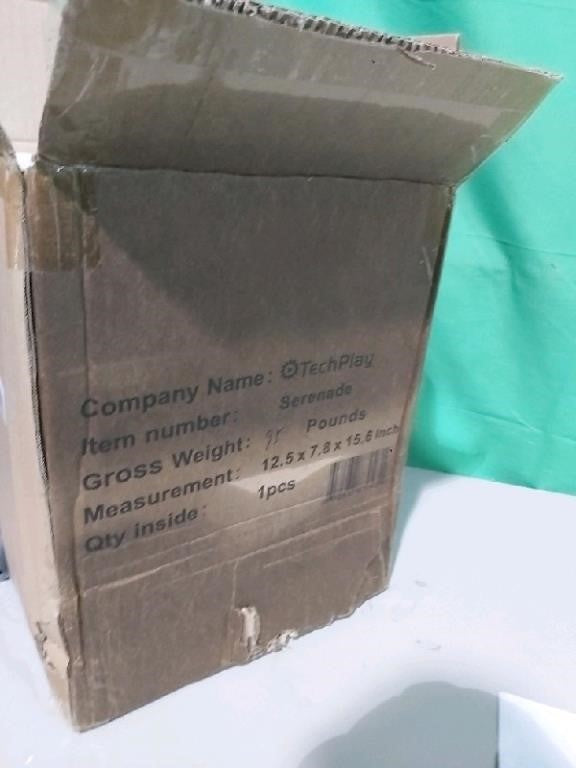 Company Name: TechPlay
Item number: Serenade
Gross Weight: Pounds
Measurement: 12.5 x 7.8 x 15.6 inch
Qty inside: 1pcs